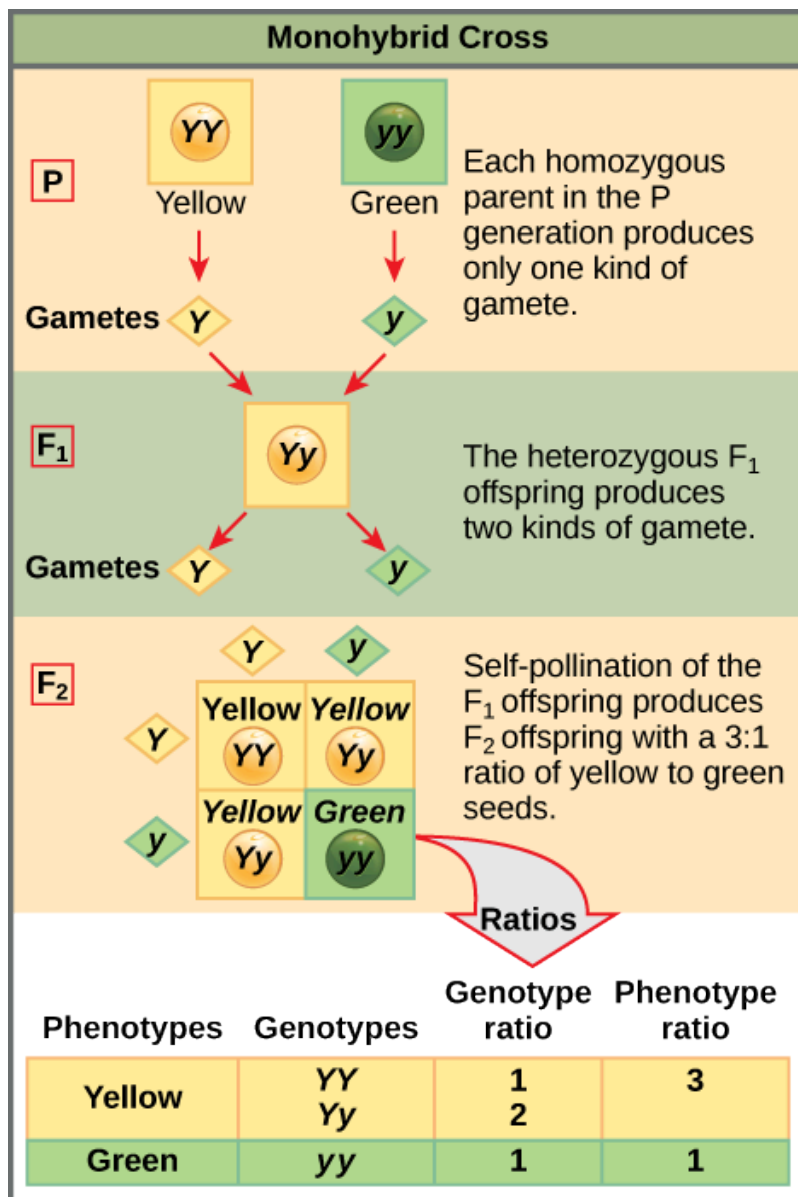 Monohybrid Cross
P
YY
yy
Yellow
Green
Each homozygous
parent in the P
generation produces
only one kind of
gamete.
Gametes
Y
y
F₁
Yy
The heterozygous F₁
offspring produces
two kinds of gamete.
Gametes
Y
y
F₂
Y
y
Y
Yellow
YY
Yellow
Yy
y
Yellow
Yy
Green
yy
Self-pollination of the
F₁ offspring produces
F₂ offspring with a 3:1
ratio of yellow to green
seeds.
Ratios
Phenotypes
Genotypes
Genotype
ratio
Phenotype
ratio
Yellow
YY 1 3
Yy 2
Green yy 1 1